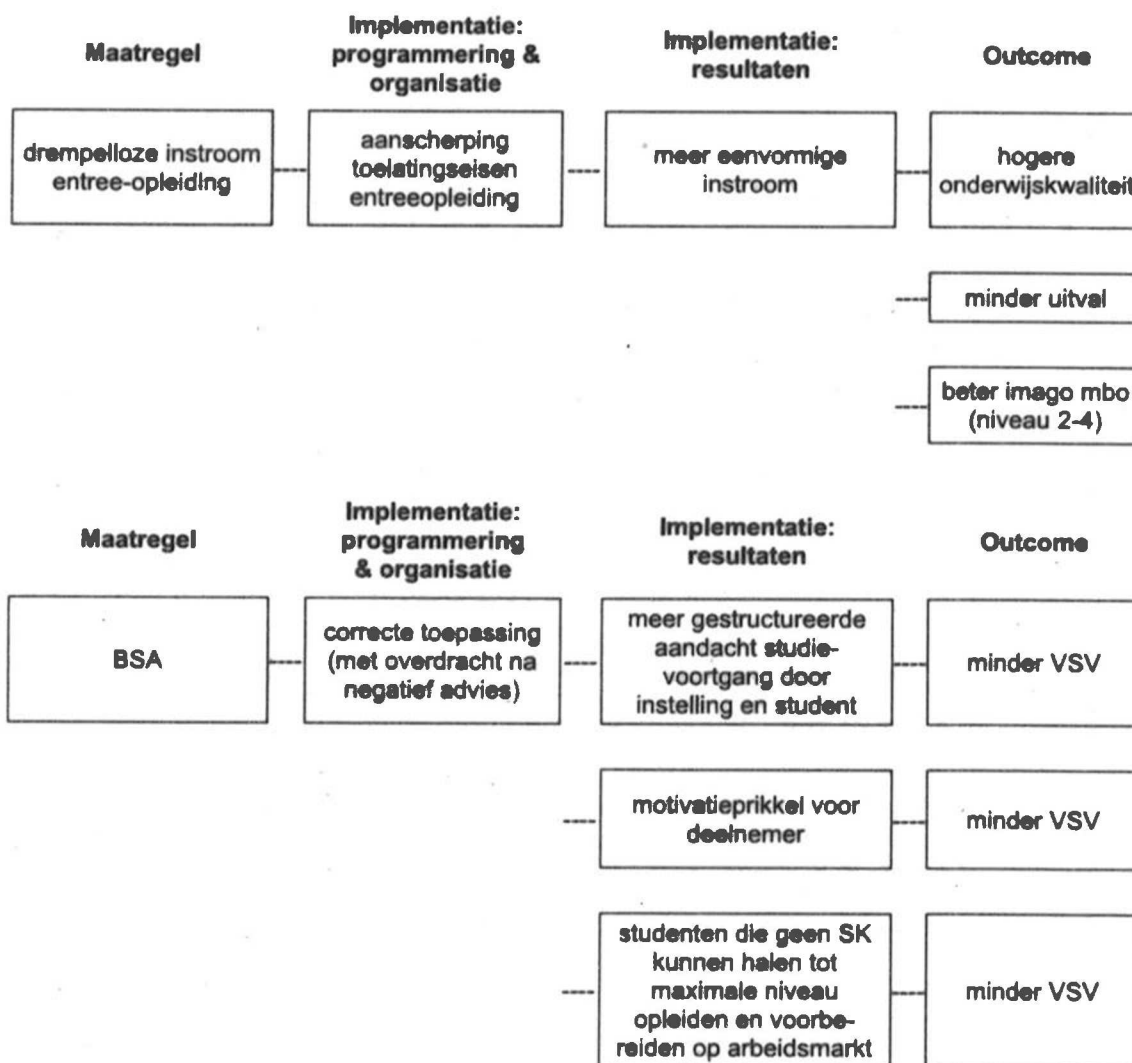 Maatregel
Implementatie:
programmering &
organisatie
Implementatie:
resultaten
Outcome
drempelloze instroom
entree-opleiding
aanscherping
toelatingseisen
entreeopleiding
meer eenvormige
instroom
hogere
onderwijskwaliteit
minder uitval
beter imago mbo
(niveau 2-4)
Maatregel
Implementatie:
programmering
& organisatie
Implementatie:
resultaten
Outcome
BSA
correcte toepassing
(met overdracht na
negatief advies)
meer gestructureerde
aandacht studie-
voortgang door
instelling en student
minder VSV
motivatieprikkel voor
deelnemer
minder VSV
studenten die geen SK
kunnen halen tot
maximale niveau
opleiden en voorbe-
reiden op arbeidsmarkt
minder VSV